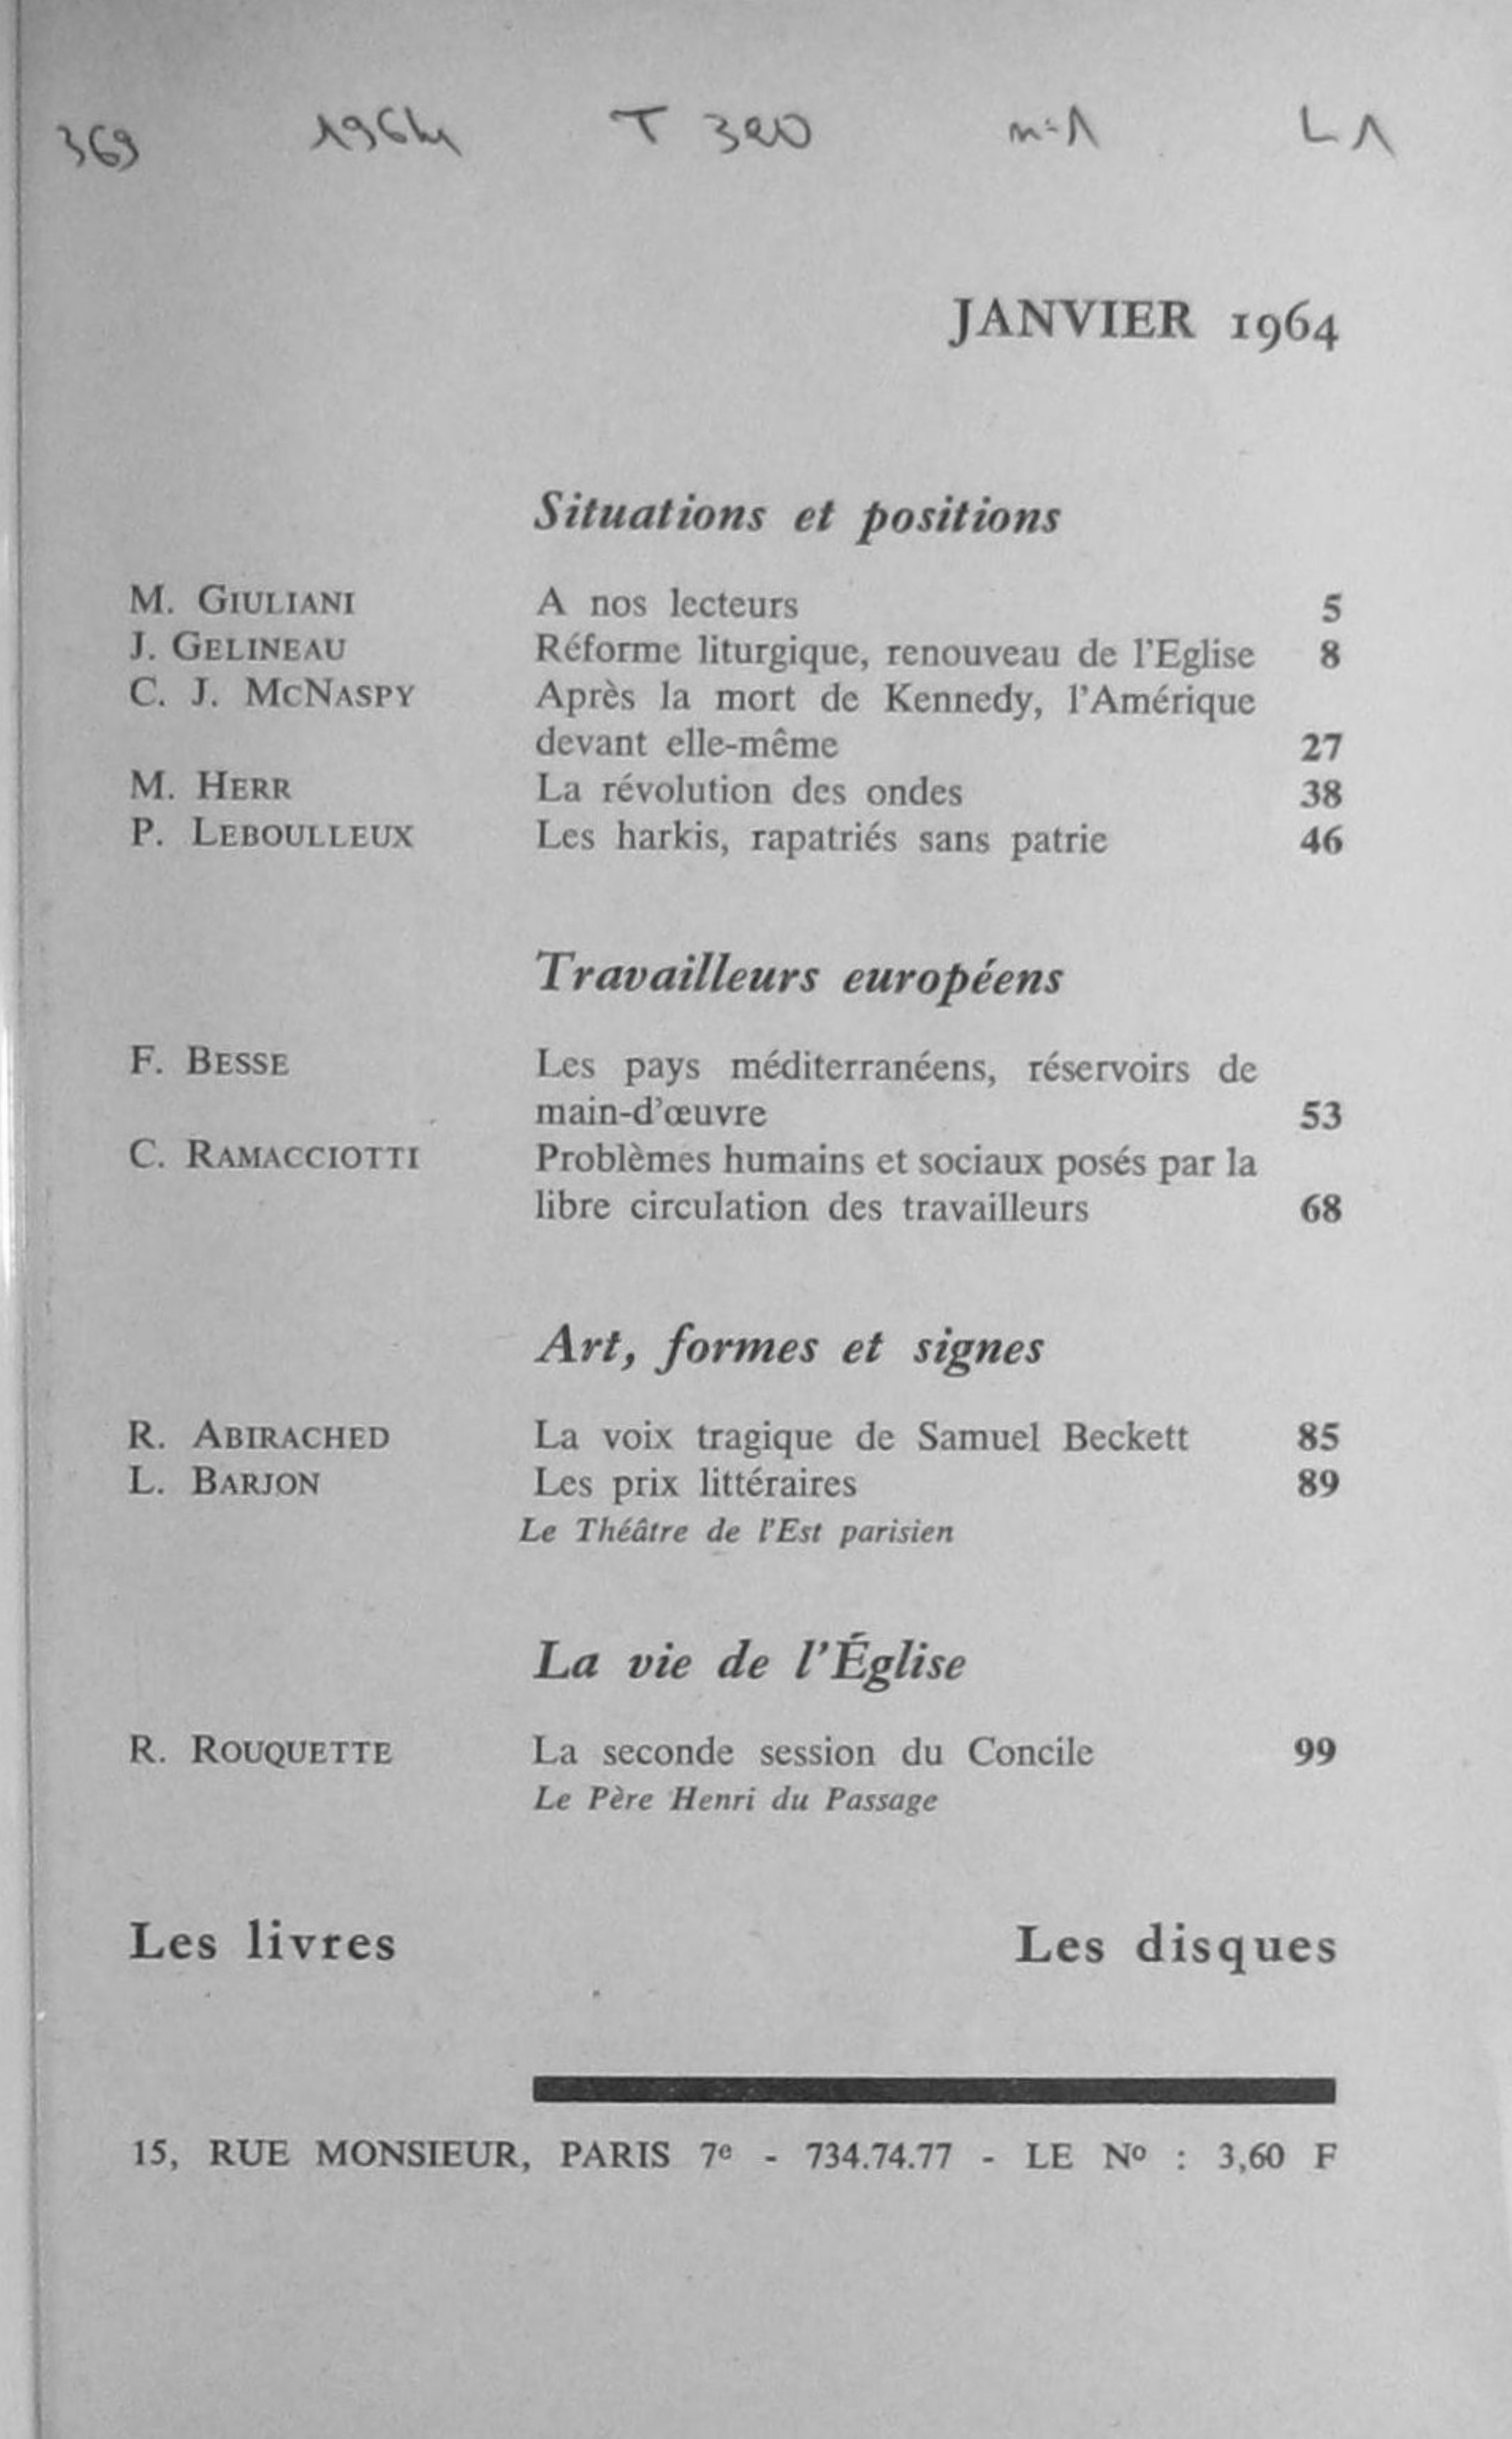 369 1964 T 320 n=1 L1
JANVIER 1964
Situations et positions
M. GIULIANI A nos lecteurs 5
J. GELINEAU Réforme liturgique, renouveau de l'Eglise 8
C. J. MCNASPY Après la mort de Kennedy, l'Amérique
devant elle-même 27
M. HERR La révolution des ondes 38
P. LEBOULLEUX Les harkis, rapatriés sans patrie 46
Travailleurs européens
F. BESSE Les pays méditerranéens, réservoirs de
main-d'œuvre 53
C. RAMACCIOTTI Problèmes humains et sociaux posés par la
libre circulation des travailleurs 68
Art, formes et signes
R. ABIRACHED La voix tragique de Samuel Beckett 85
L. BARJON Les prix littéraires 89
Le Théâtre de l'Est parisien
La vie de l'Église
R. ROUQUETTE La seconde session du Concile 99
Le Père Henri du Passage
Les livres Les disques
15, RUE MONSIEUR, PARIS 7e - 734.74.77 - LE No : 3,60 F